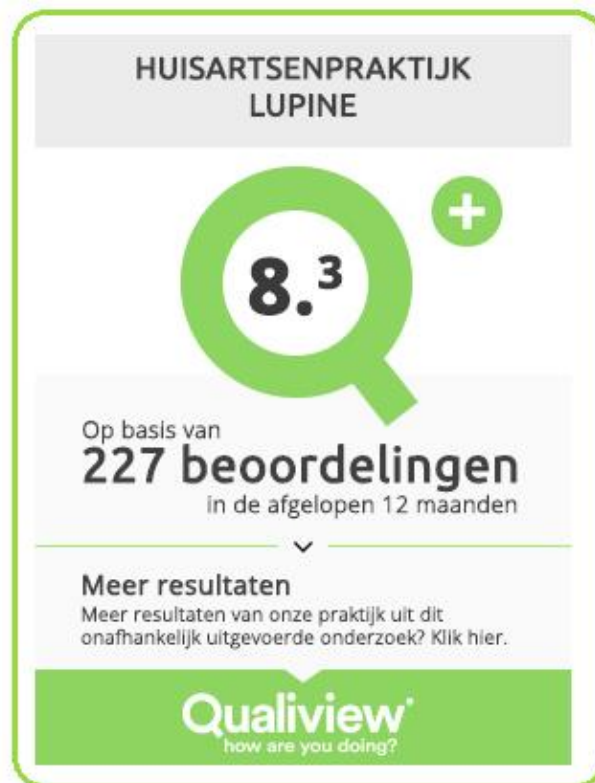 HUISARTSENPRAKTIJK
LUPINE
+
8.³
Op basis van
227 beoordelingen
in de afgelopen 12 maanden
Meer resultaten
Meer resultaten van onze praktijk uit dit
onafhankelijk uitgevoerde onderzoek? Klik hier.
Qualiview
how are you doing?